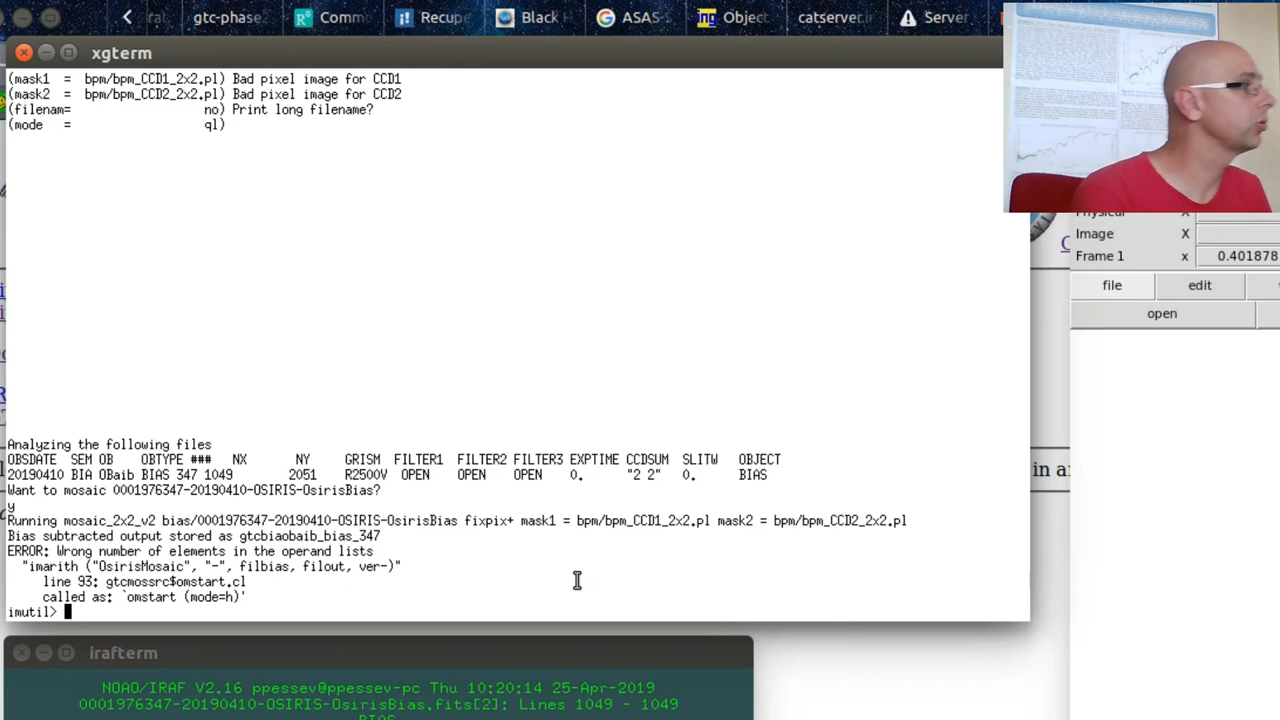 gtc-phase2
Commo
Recupe
Black H
ASAS-S
Object
catserver.i
Server
xgterm
(mask1 = bpm/bpm_CCD1_2x2.pl) Bad pixel image for CCD1
(mask2 = bpm/bpm_CCD2_2x2.pl) Bad pixel image for CCD2
(filenam= no) Print long filename?
(mode = ql)
Physical X
Image X
Frame 1 x 0.401878
file edit
open
Analyzing the following files
OBSDATE SEM OB OBTYPE ### NX NY GRISM FILTER1 FILTER2 FILTER3 EXPTIME CCDSUM SLITW OBJECT
20190410 BIA OBaib BIAS 347 1049 2051 R2500V OPEN OPEN OPEN 0. "2 2" 0. BIAS
Want to mosaic 0001976347-20190410-OSIRIS-OsirisBias?
y
Running mosaic_2x2_v2 bias/0001976347-20190410-OSIRIS-OsirisBias fixpix+ mask1 = bpm/bpm_CCD1_2x2.pl mask2 = bpm/bpm_CCD2_2x2.pl
Bias subtracted output stored as gtcbiaobaib_bias_347
ERROR: Wrong number of elements in the operand lists
"imarith ("OsirisMosaic", "-", filbias, filout, ver-)"
line 93: gtcmossrc$omstart.cl
called as: `omstart (mode=h)'
imutil>
in a
irafterm
NOAO/IRAF V2.16 ppessev@ppessev-pc Thu 10:20:14 25-Apr-2019
0001976347-20190410-OSIRIS-OsirisBias.fits[2]: Lines 1049 - 1049
BIAS